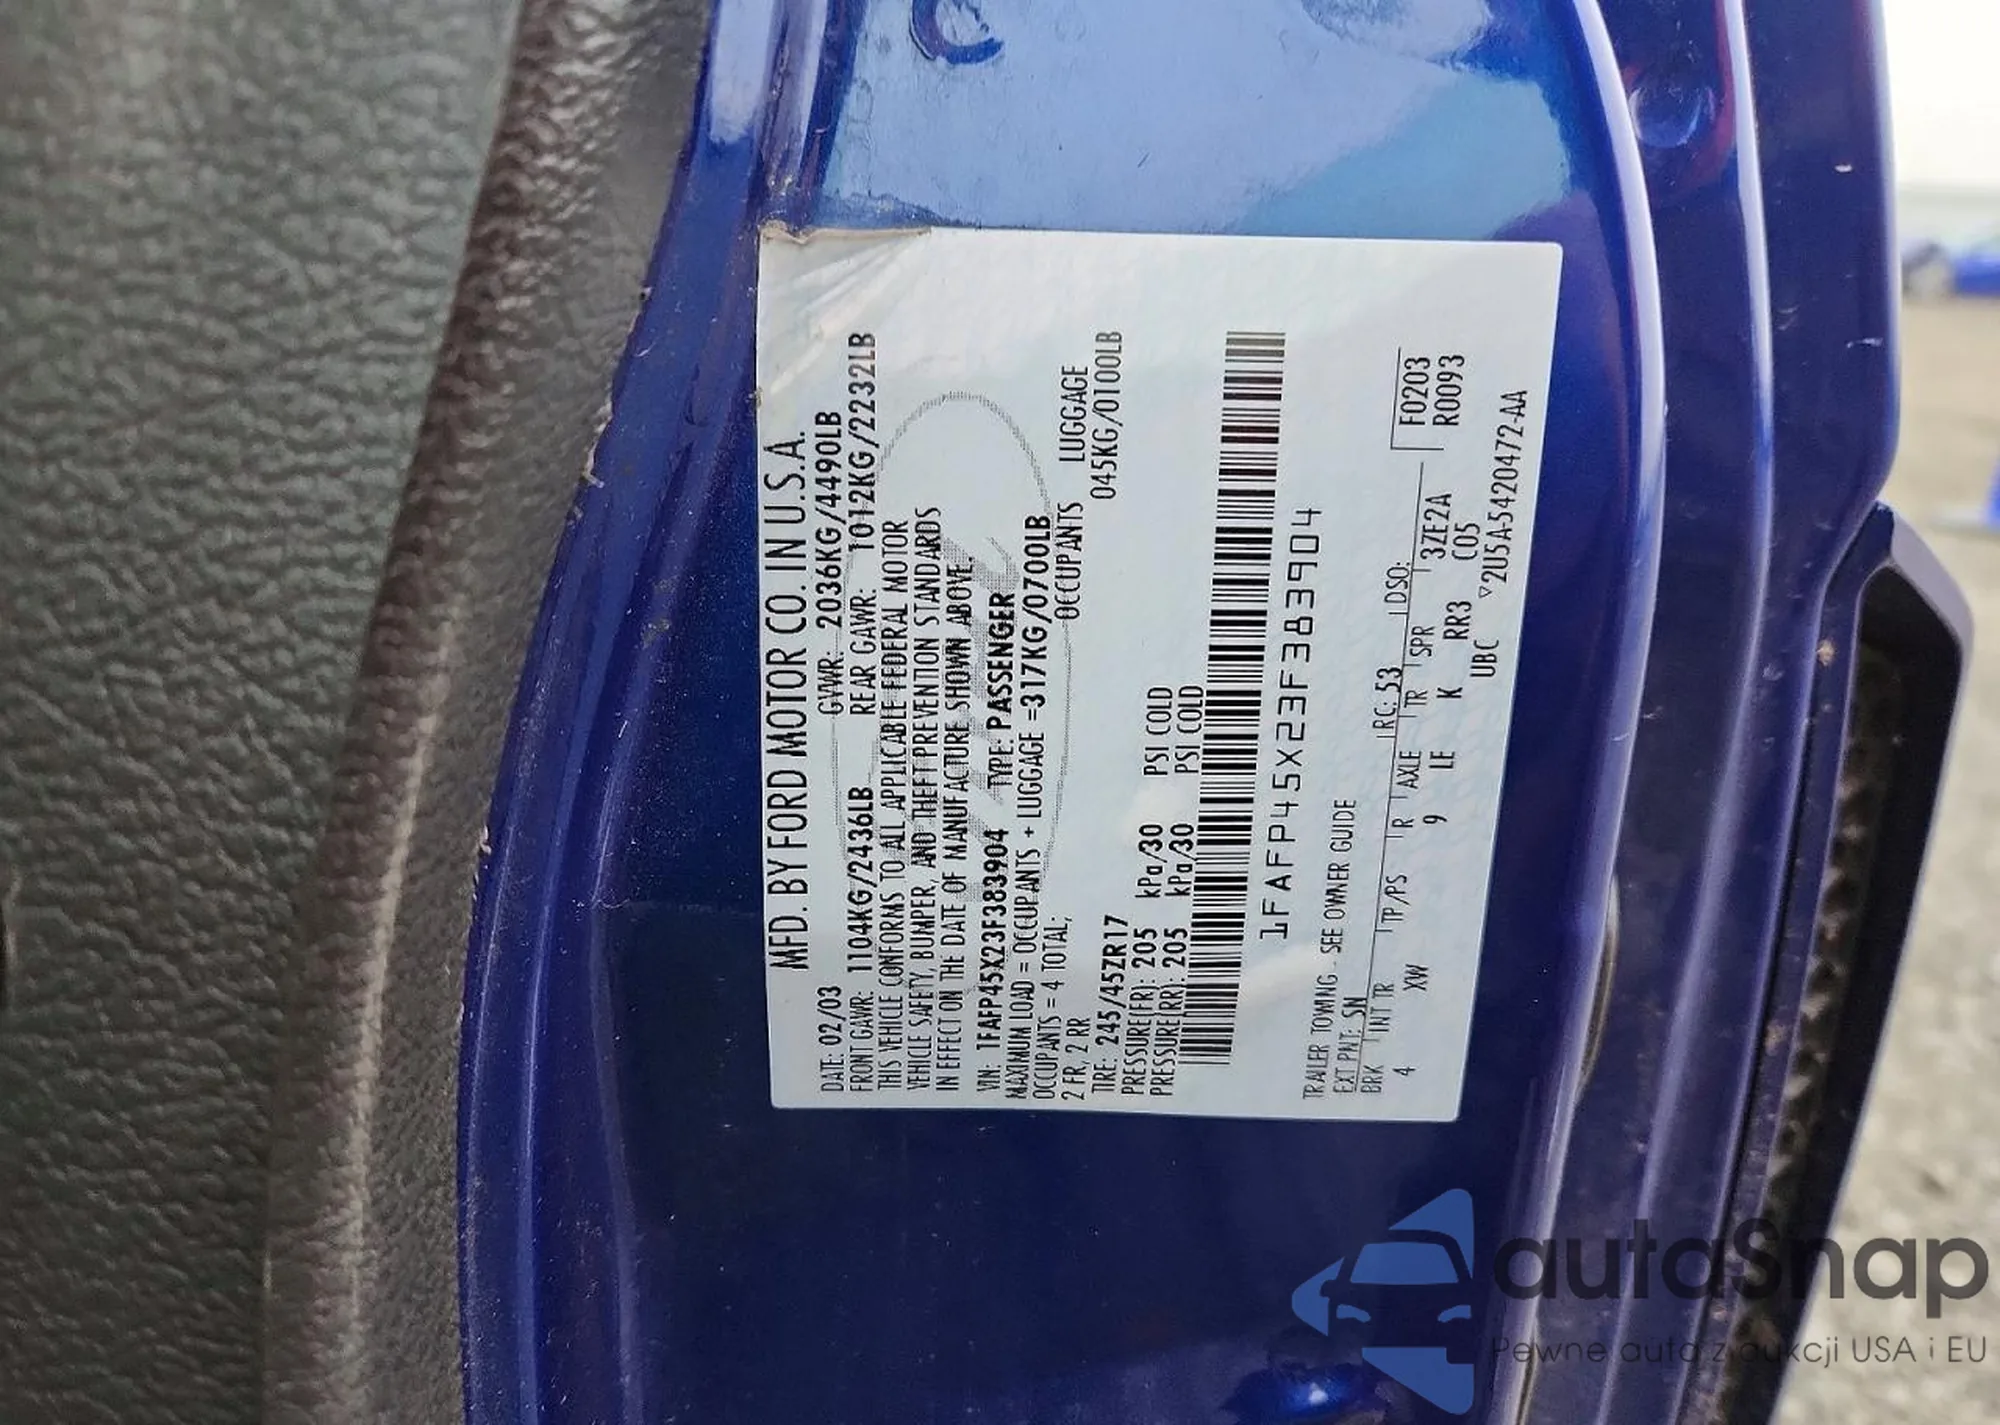 MFD. BY FORD MOTOR CO. IN U.S.A.
DATE: 02/03 GVWR: 2036KG/4490LB
FRONT GAWR: 1104KG/2436LB REAR GAWR: 1012KG/2232LB
THIS VEHICLE CONFORMS TO ALL APPLICABLE FEDERAL MOTOR
VEHICLE SAFETY, BUMPER, AND THEFT PREVENTION STANDARDS
IN EFFECT ON THE DATE OF MANUFACTURE SHOWN ABOVE.
VIN: 1FAFP45X23F383904 TYPE: PASSENGER
MAXIMUM LOAD = OCCUPANTS + LUGGAGE =317KG/0700LB
OCCUPANTS = 4 TOTAL; OCCUPANTS LUGGAGE
2 FR, 2 RR 045KG/0100LB
TIRE: 245/45ZR17
PRESSURE(FR): 205 kPa/30 PSI COLD
PRESSURE(RR): 205 kPa/30 PSI COLD
1FAFP45X23F383904
TRAILER TOWING - SEE OWNER GUIDE
EXT PNT: SN RC: 53 DSO: F0203
BRK INT TR TP/PS R AXLE TR SPR R0093
4 XW 9 LE K RR3 3ZE2A C05
UBC ▽2U5A-5420472-AA
autaSnap
Pewne auta z aukcji USA i EU